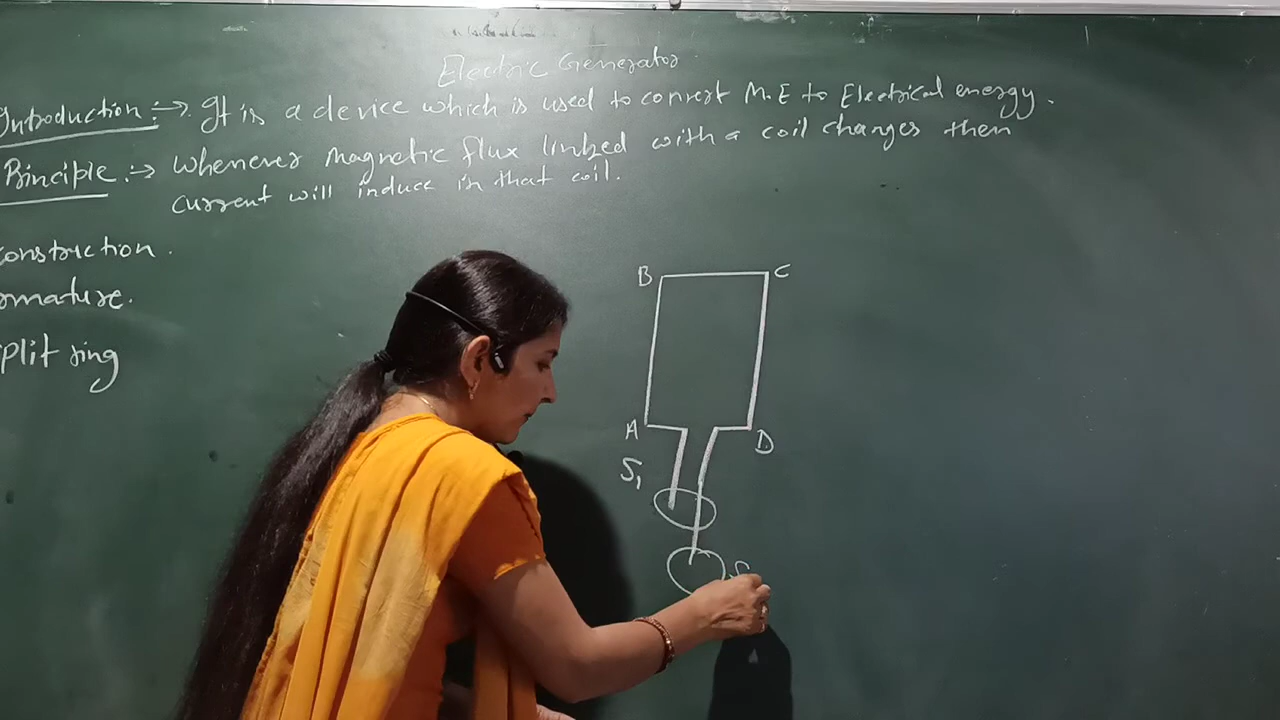 Electric Generator
Introduction :→ It is a device which is used to convert M.E to Electrical energy.
Principle :→ Whenever magnetic flux linked with a coil changes then
current will induce in that coil.
onstruction.
rmature.
plit ring
B C
A D
S₁
S